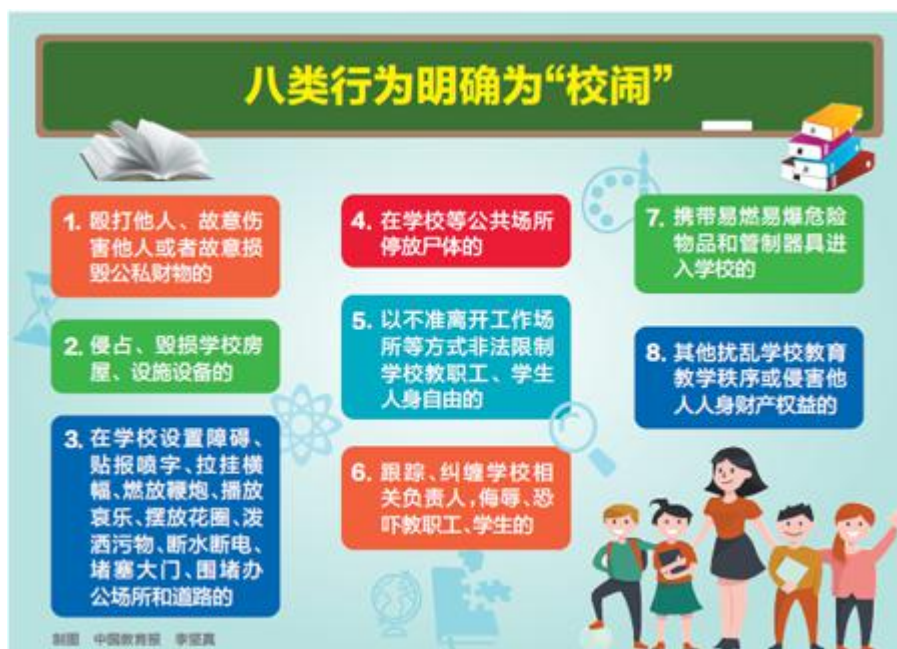 八类行为明确为“校闹”
1. 殴打他人、故意伤
害他人或者故意损
毁公私财物的
2. 侵占、毁损学校房
屋、设施设备的
3. 在学校设置障碍、
贴报喷字、拉挂横
幅、燃放鞭炮、播放
哀乐、摆放花圈、泼
洒污物、断水断电、
堵塞大门、围堵办
公场所和道路的
4. 在学校等公共场所
停放尸体的
5. 以不准离开工作场
所等方式非法限制
学校教职工、学生
人身自由的
6. 跟踪、纠缠学校相
关负责人，侮辱、恐
吓教职工、学生的
7. 携带易燃易爆危险
物品和管制器具进
入学校的
8. 其他扰乱学校教育
教学秩序或侵害他
人人身财产权益的
制图 中国教育报 李坚真